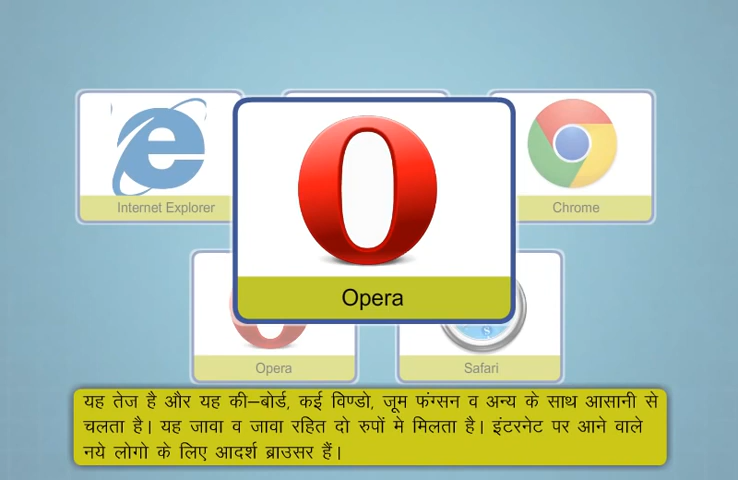 Internet Explorer
Chrome
Opera
Opera
Safari
यह तेज है और यह की–बोर्ड, कई विण्डो, जूम फंग्सन व अन्य के साथ आसानी से
चलता है। यह जावा व जावा रहित दो रुपों मे मिलता है। इंटरनेट पर आने वाले
नये लोगो के लिए आदर्श ब्राउसर हैं।